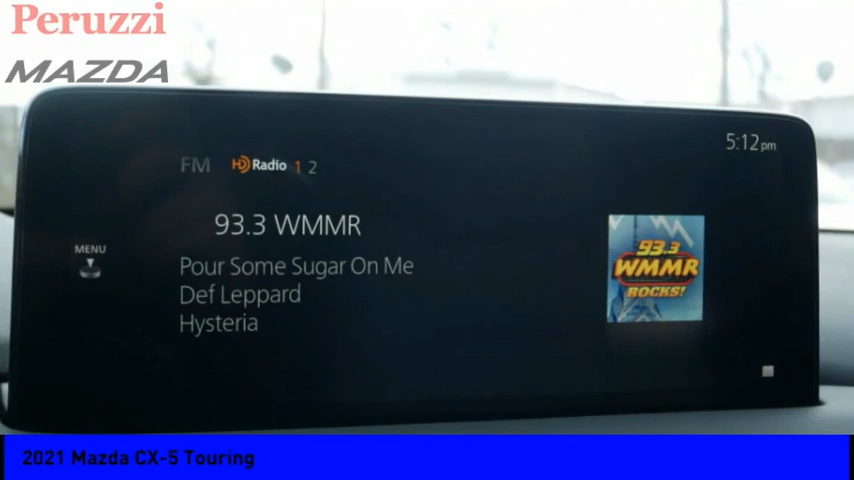 Peruzzi
MAZDA
5:12pm
FM HD Radio 1 2
93.3 WMMR
MENU
Pour Some Sugar On Me
Def Leppard
Hysteria
93.3
WMMR
ROCKS!
2021 Mazda CX-5 Touring